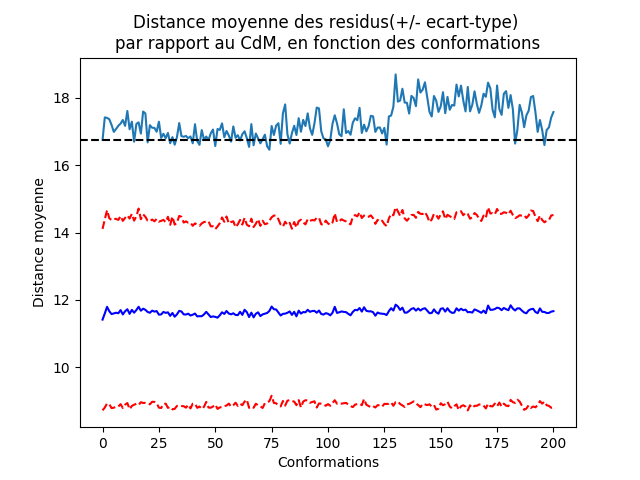 Distance moyenne des residus(+/- ecart-type)
par rapport au CdM, en fonction des conformations
Distance moyenne
18
16
14
12
10
0 25 50 75 100 125 150 175 200
Conformations